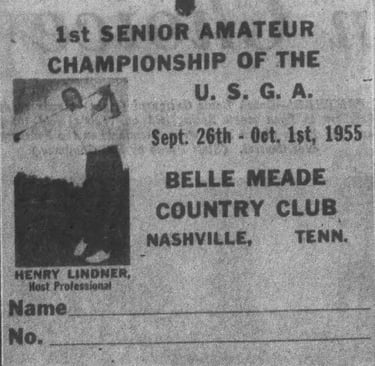 1st SENIOR AMATEUR
CHAMPIONSHIP OF THE
U. S. G. A.
Sept. 26th - Oct. 1st, 1955
BELLE MEADE
COUNTRY CLUB
NASHVILLE, TENN.
HENRY LINDNER,
Host Professional
Name
No.